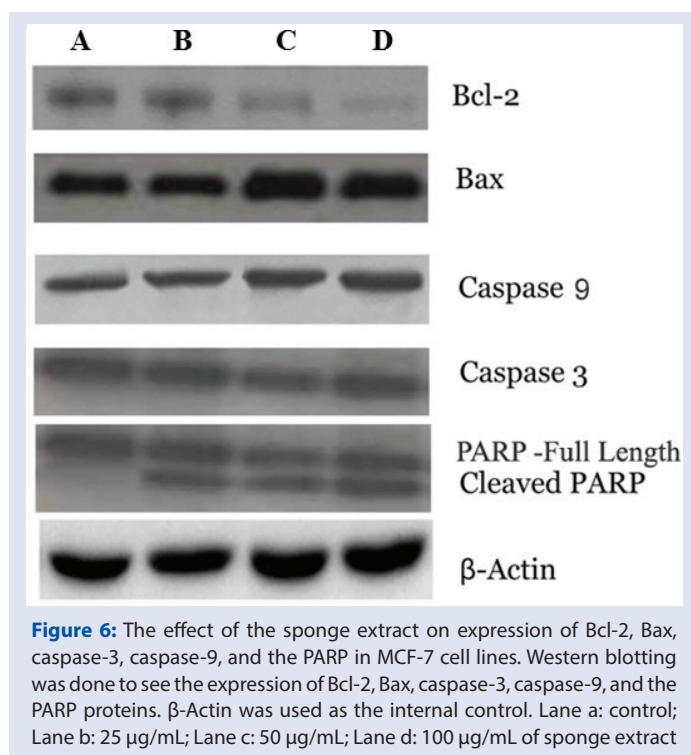 A B C D
Bcl-2
Bax
Caspase 9
Caspase 3
PARP -Full Length
Cleaved PARP
β-Actin
Figure 6: The effect of the sponge extract on expression of Bcl-2, Bax,
caspase-3, caspase-9, and the PARP in MCF-7 cell lines. Western blotting
was done to see the expression of Bcl-2, Bax, caspase-3, caspase-9, and the
PARP proteins. β-Actin was used as the internal control. Lane a: control;
Lane b: 25 μg/mL; Lane c: 50 μg/mL; Lane d: 100 μg/mL of sponge extract